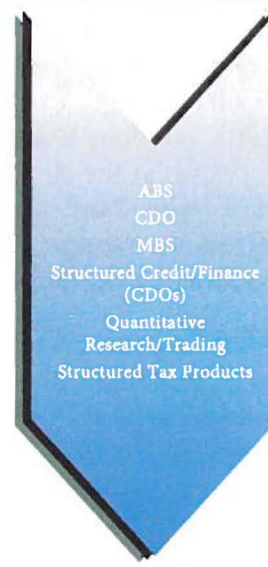 ABS
CDO
MBS
Structured Credit/Finance
(CDOs)
Quantitative
Research/Trading
Structured Tax Products